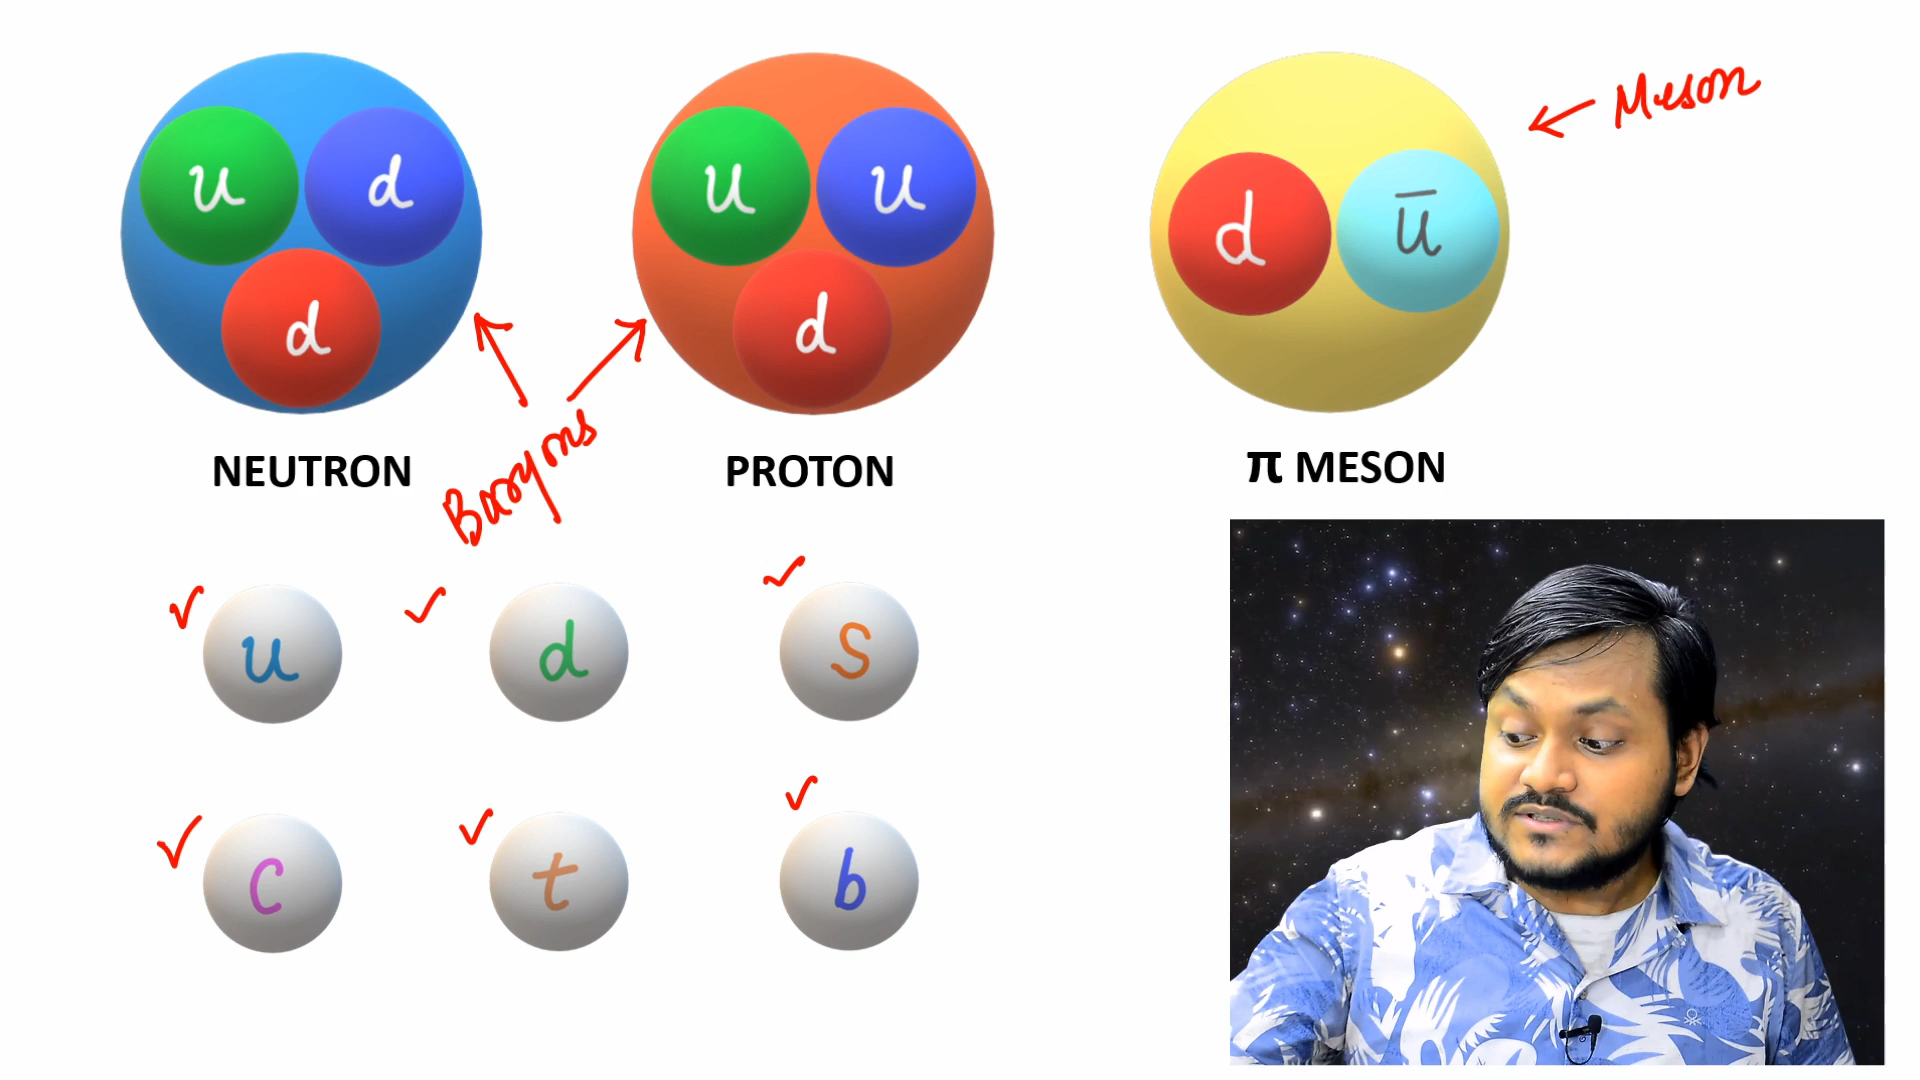 u d
d
u u
d
d u̅
← Meson
NEUTRON
PROTON
π MESON
Baryons
u d s
c t b